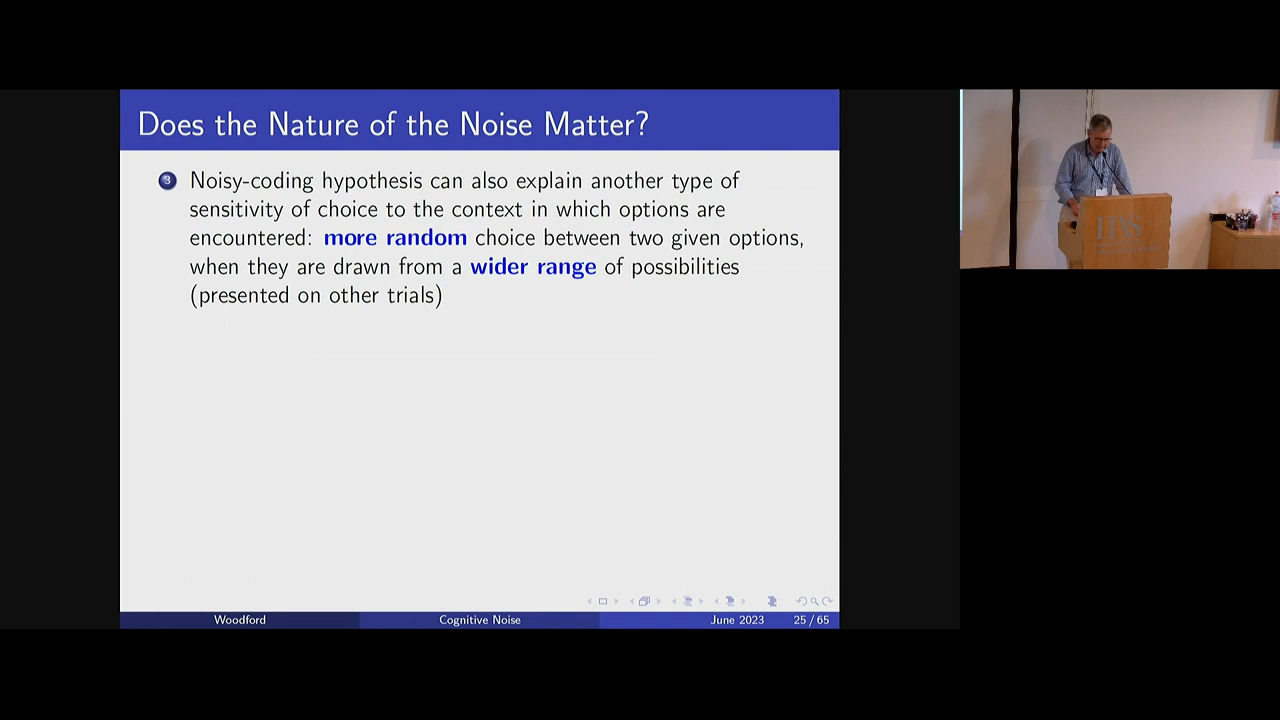 Does the Nature of the Noise Matter?
3 Noisy-coding hypothesis can also explain another type of
sensitivity of choice to the context in which options are
encountered: more random choice between two given options,
when they are drawn from a wider range of possibilities
(presented on other trials)
Woodford Cognitive Noise June 2023 25 / 65